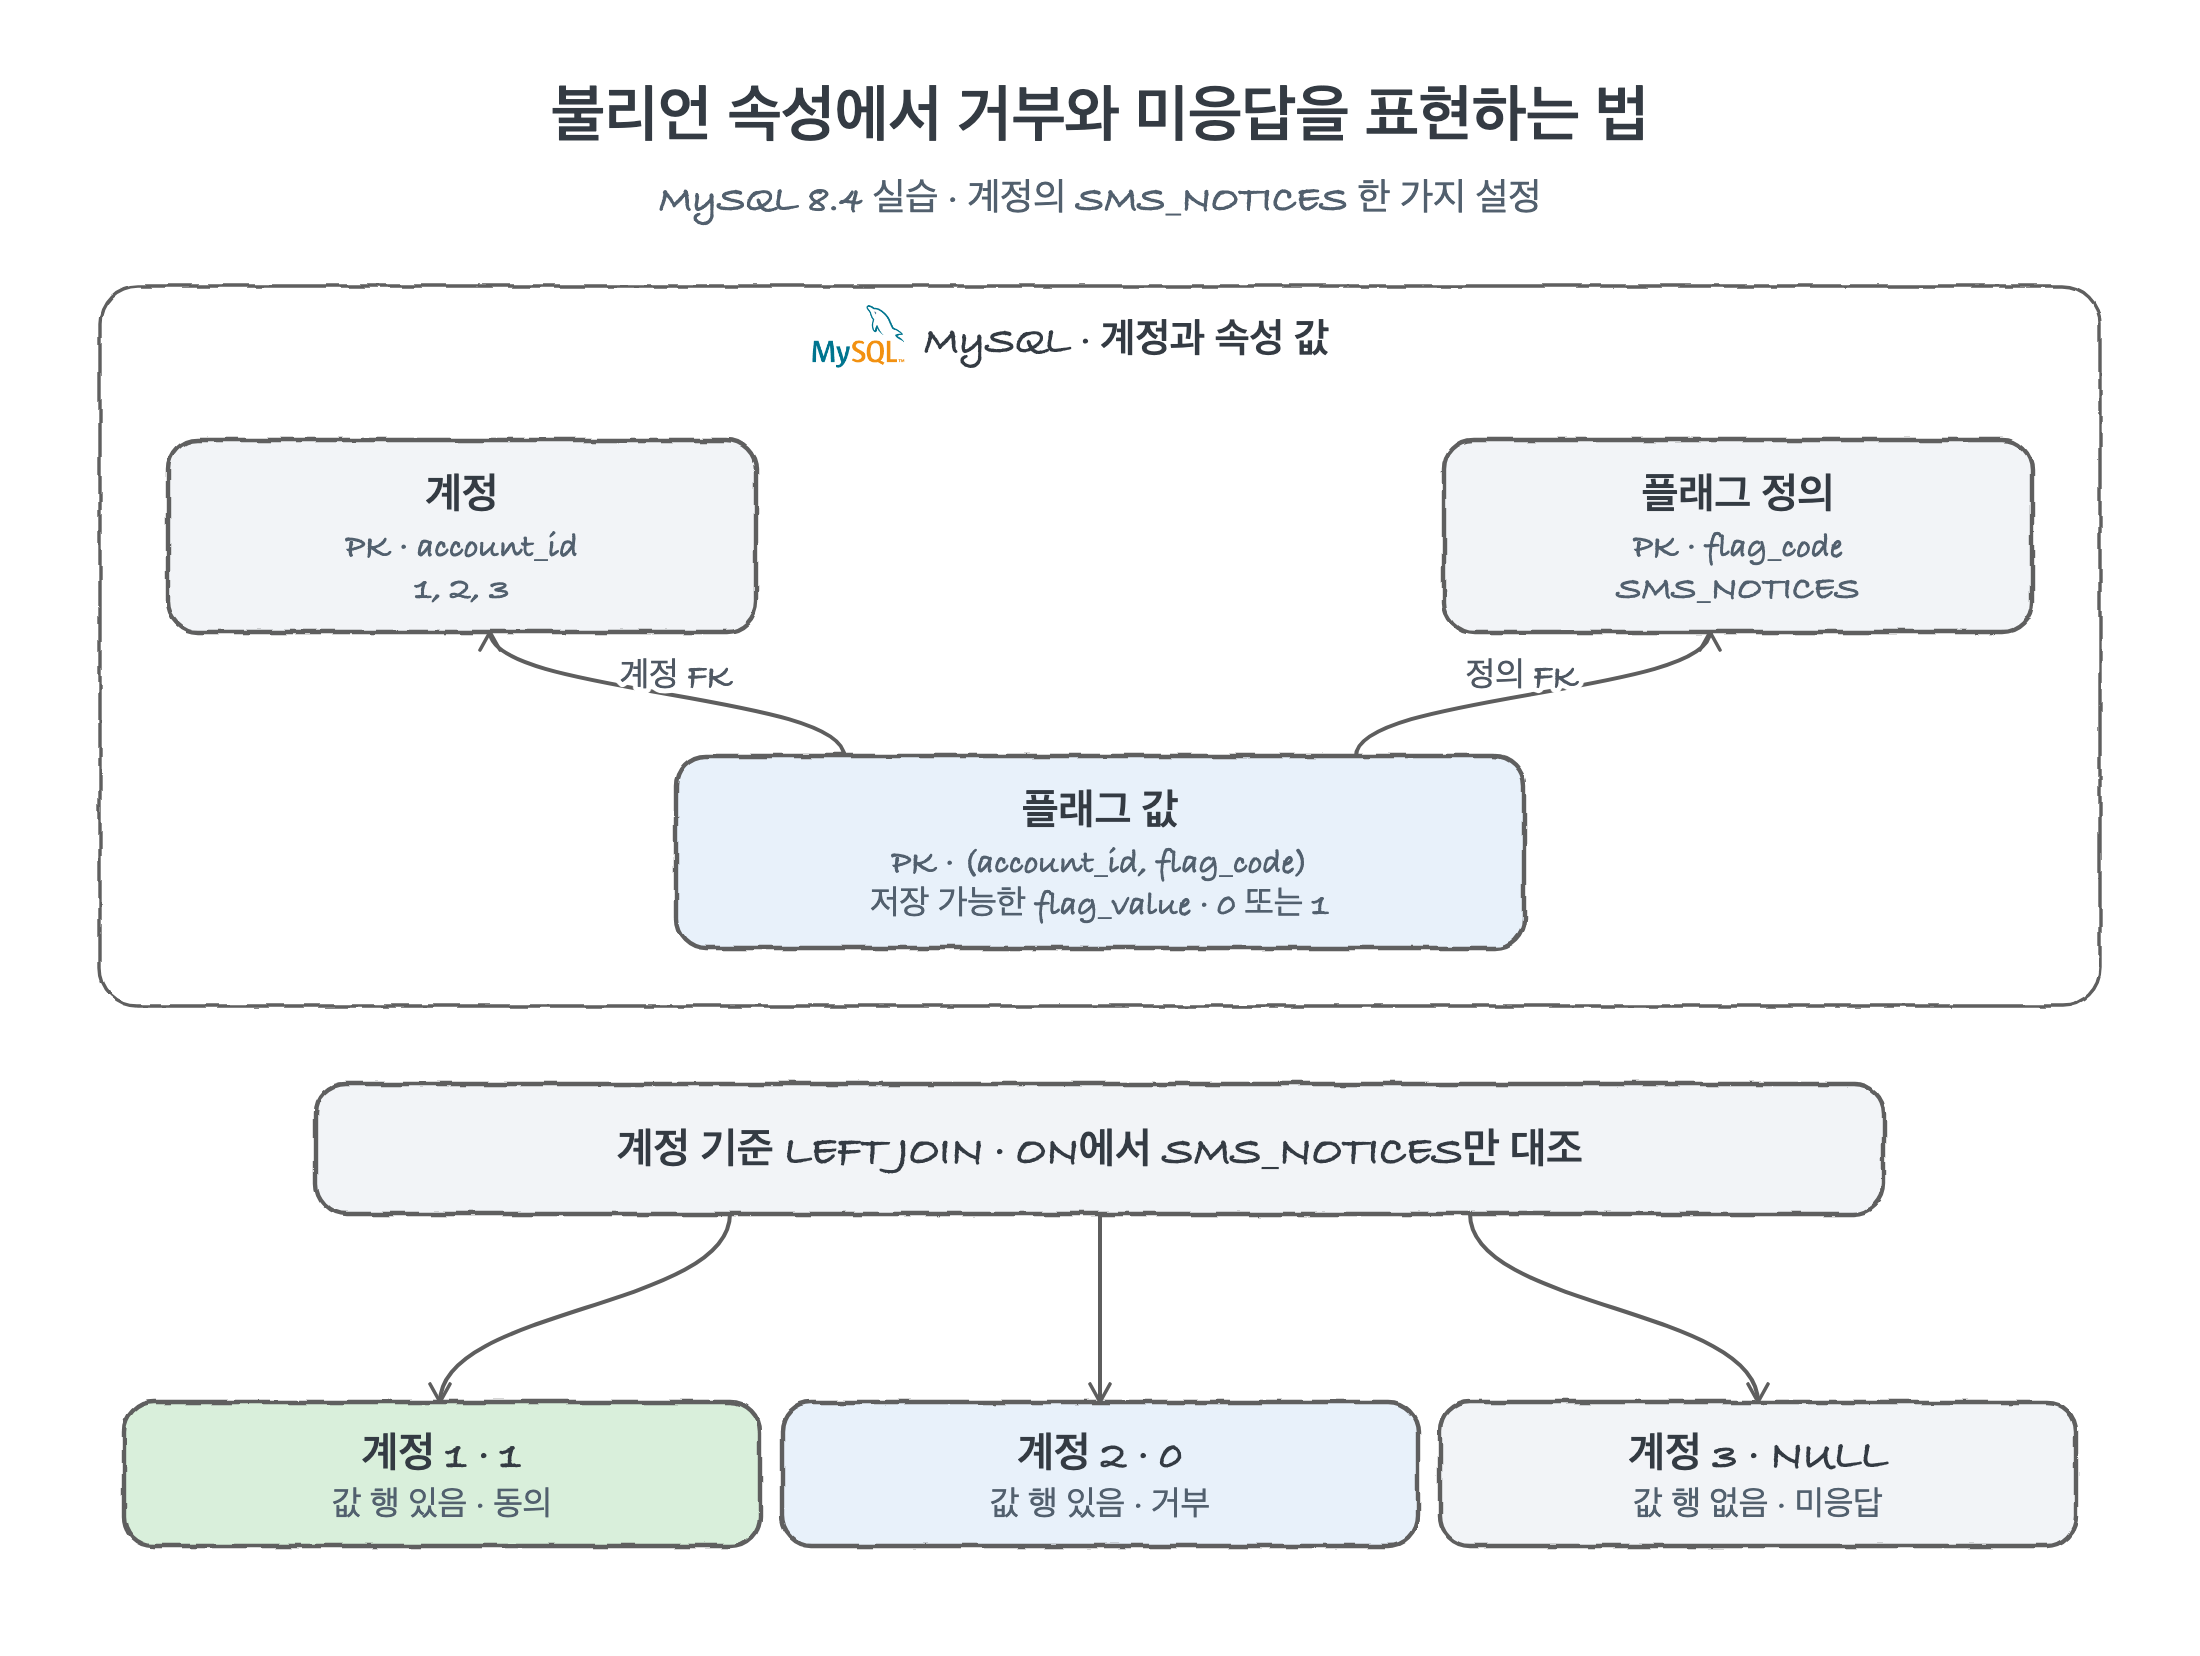 불리언 속성에서 거부와 미응답을 표현하는 법
MySQL 8.4 실습 · 계정의 SMS_NOTICES 한 가지 설정
MySQL™ MySQL · 계정과 속성 값
계정
PK · account_id
1, 2, 3
플래그 정의
PK · flag_code
SMS_NOTICES
계정 FK
정의 FK
플래그 값
PK · (account_id, flag_code)
저장 가능한 flag_value · 0 또는 1
계정 기준 LEFT JOIN · ON에서 SMS_NOTICES만 대조
계정 1 · 1
값 행 있음 · 동의
계정 2 · 0
값 행 있음 · 거부
계정 3 · NULL
값 행 없음 · 미응답